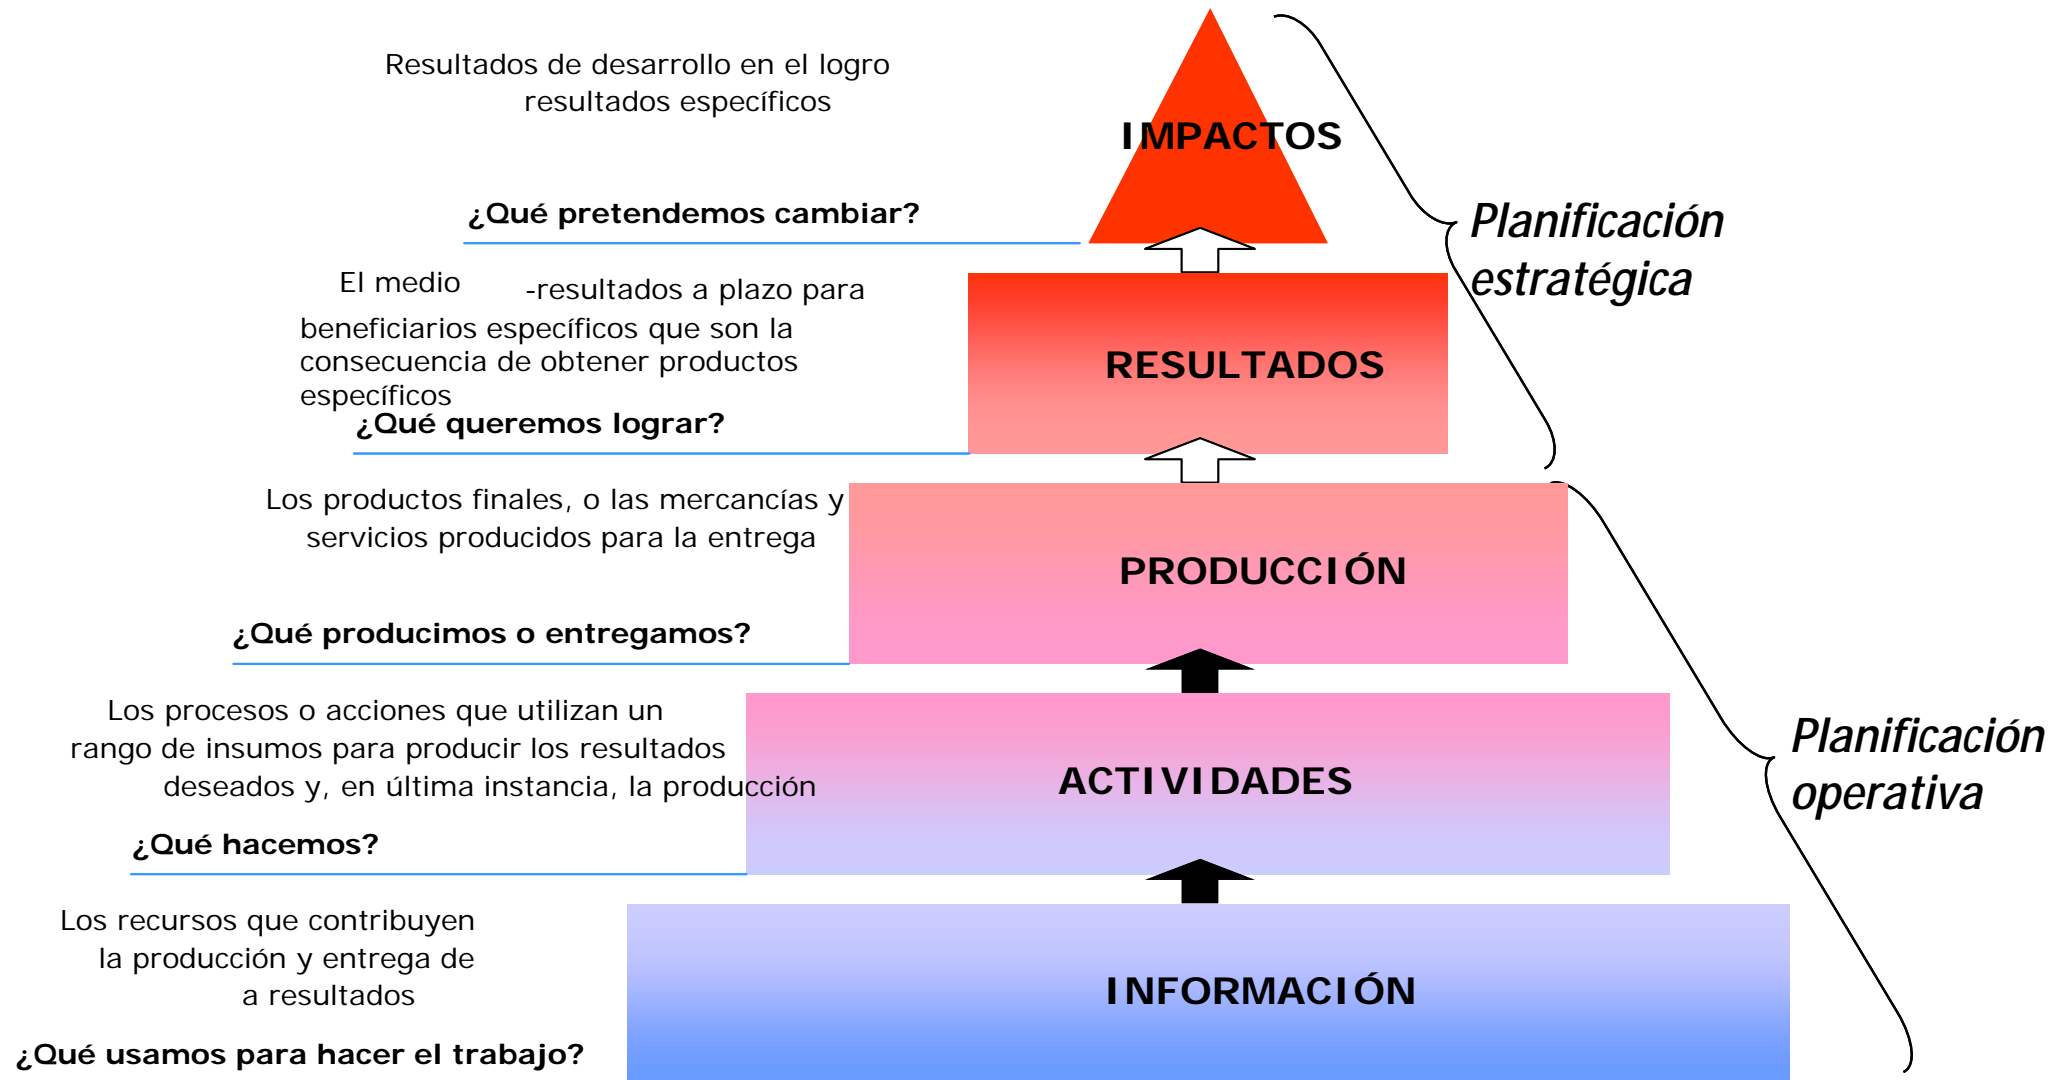 Resultados de desarrollo en el logro
resultados específicos
IMPACTOS
¿Qué pretendemos cambiar?
Planificación
estratégica
El medio -resultados a plazo para
beneficiarios específicos que son la
consecuencia de obtener productos
específicos
RESULTADOS
¿Qué queremos lograr?
Los productos finales, o las mercancías y
servicios producidos para la entrega
PRODUCCIÓN
¿Qué producimos o entregamos?
Los procesos o acciones que utilizan un
rango de insumos para producir los resultados
deseados y, en última instancia, la producción
ACTIVIDADES
Planificación
operativa
¿Qué hacemos?
Los recursos que contribuyen
la producción y entrega de
a resultados
INFORMACIÓN
¿Qué usamos para hacer el trabajo?